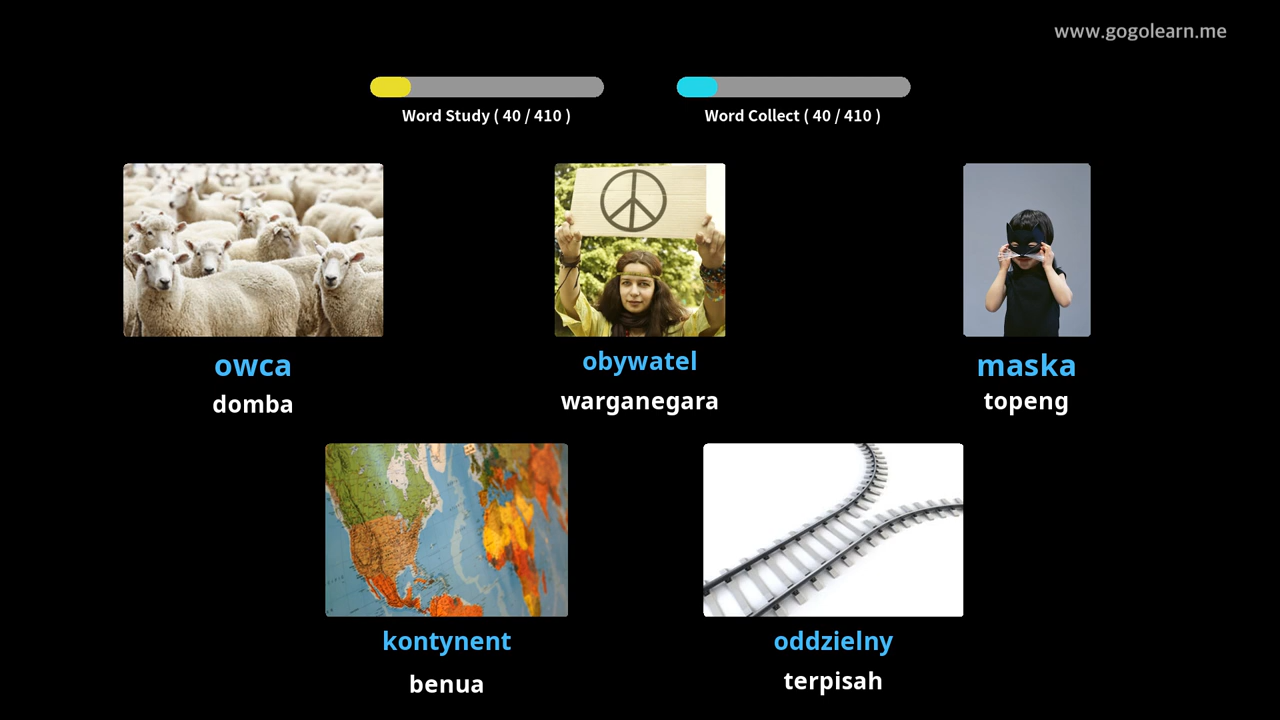 www.gogolearn.me
Word Study ( 40 / 410 )
Word Collect ( 40 / 410 )
owca
domba
obywatel
warganegara
maska
topeng
kontynent
benua
oddzielny
terpisah